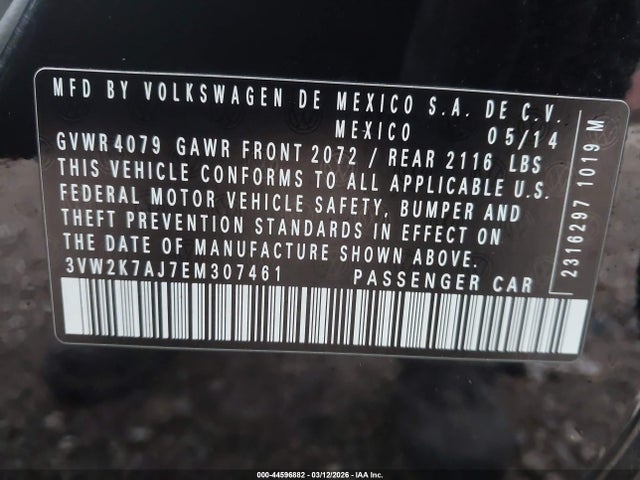 MFD BY VOLKSWAGEN DE MEXICO S.A. DE C.V.
MEXICO 05/14
GVWR 4079 GAWR FRONT 2072 / REAR 2116 LBS
THIS VEHICLE CONFORMS TO ALL APPLICABLE U.S.
FEDERAL MOTOR VEHICLE SAFETY, BUMPER AND
THEFT PREVENTION STANDARDS IN EFFECT ON
THE DATE OF MANUFACTURE SHOWN ABOVE.
3VW2K7AJ7EM307461 PASSENGER CAR
2316297 1019 M
000-44596882 - 03/12/2026 - IAA Inc.